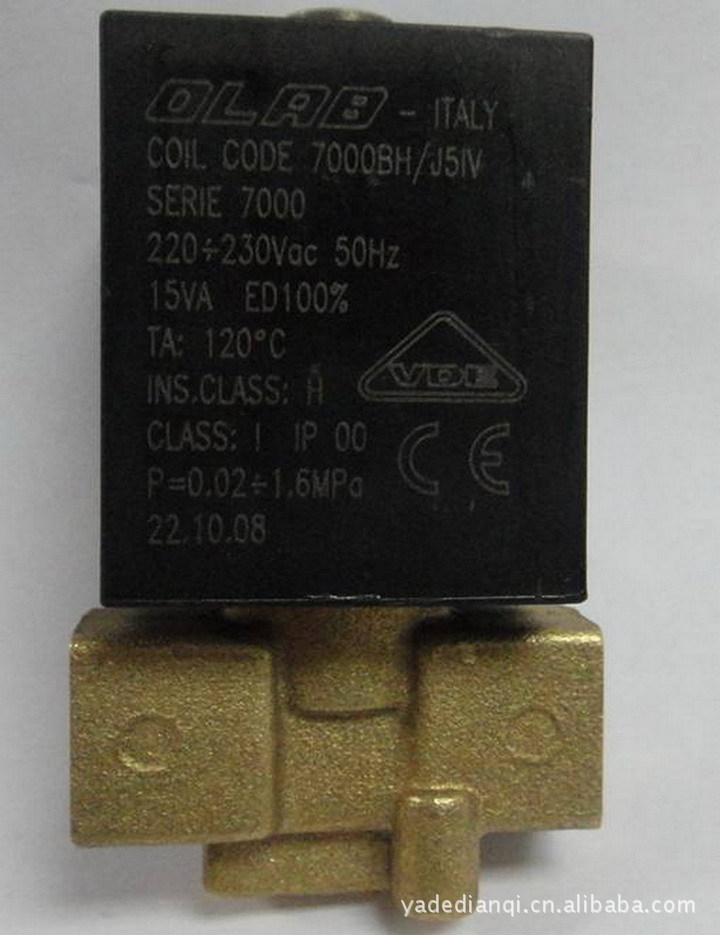 OLAB - ITALY
COIL CODE 7000BH/J5IV
SERIE 7000
220÷230Vac 50Hz
15VA ED100%
TA: 120°C
INS.CLASS: H
CLASS: I IP 00
P=0.02÷1.6MPa
22.10.08
VDE
CE
yadedianqi.cn.alibaba.com